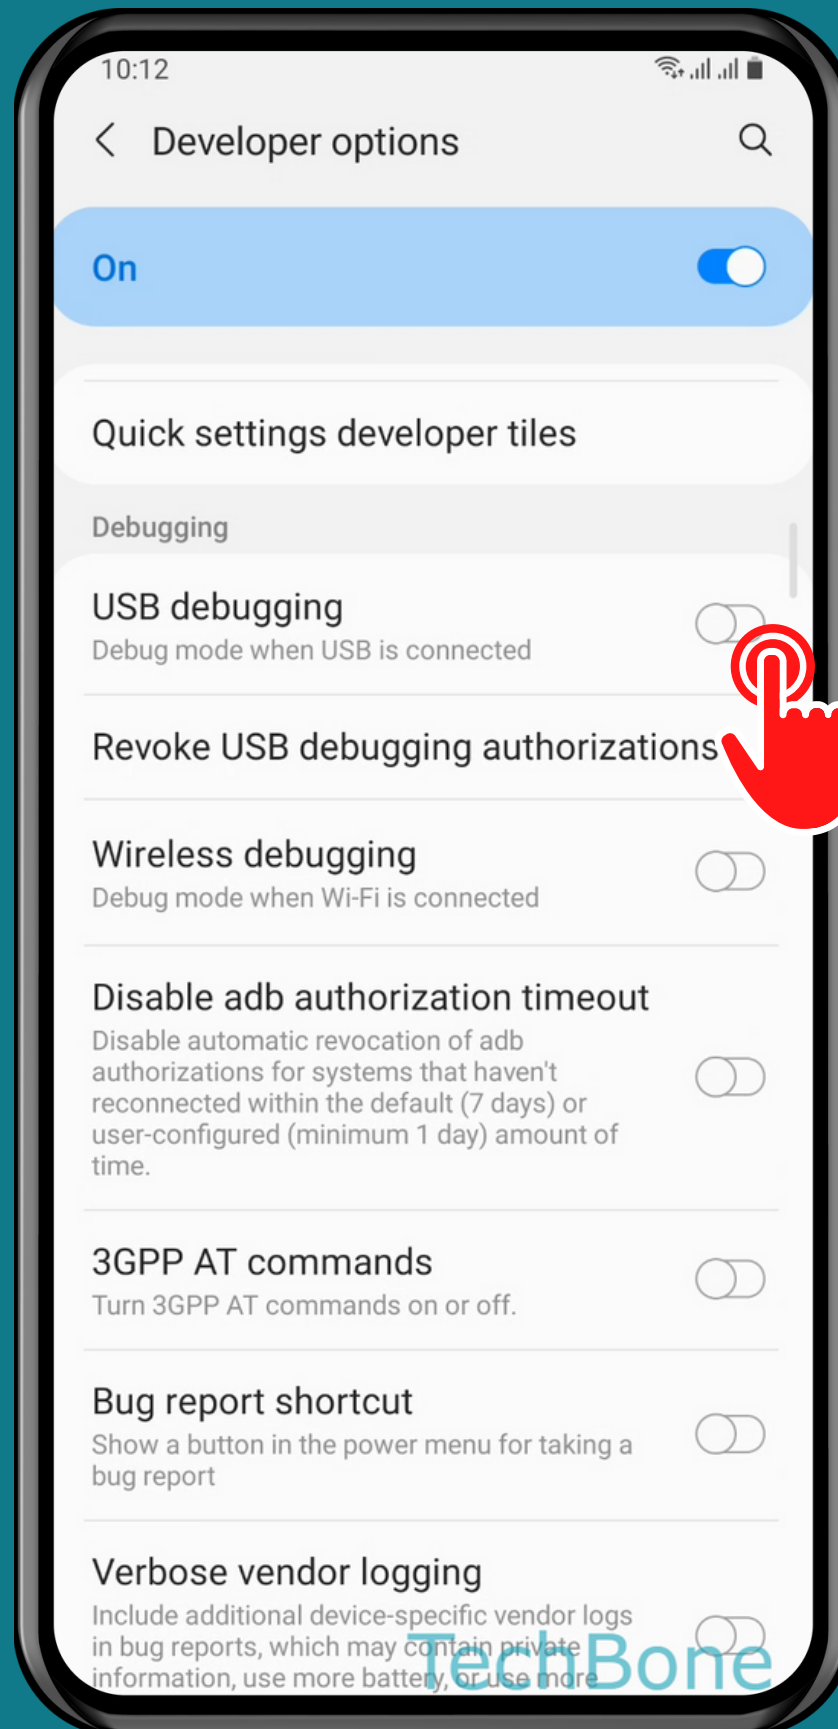 10:12
Developer options
On
Quick settings developer tiles
Debugging
USB debugging
Debug mode when USB is connected
Revoke USB debugging authorizations
Wireless debugging
Debug mode when Wi-Fi is connected
Disable adb authorization timeout
Disable automatic revocation of adb
authorizations for systems that haven't
reconnected within the default (7 days) or
user-configured (minimum 1 day) amount of
time.
3GPP AT commands
Turn 3GPP AT commands on or off.
Bug report shortcut
Show a button in the power menu for taking a
bug report
Verbose vendor logging
Include additional device-specific vendor logs
in bug reports, which may contain private
information, use more battery, or use more
TechBone